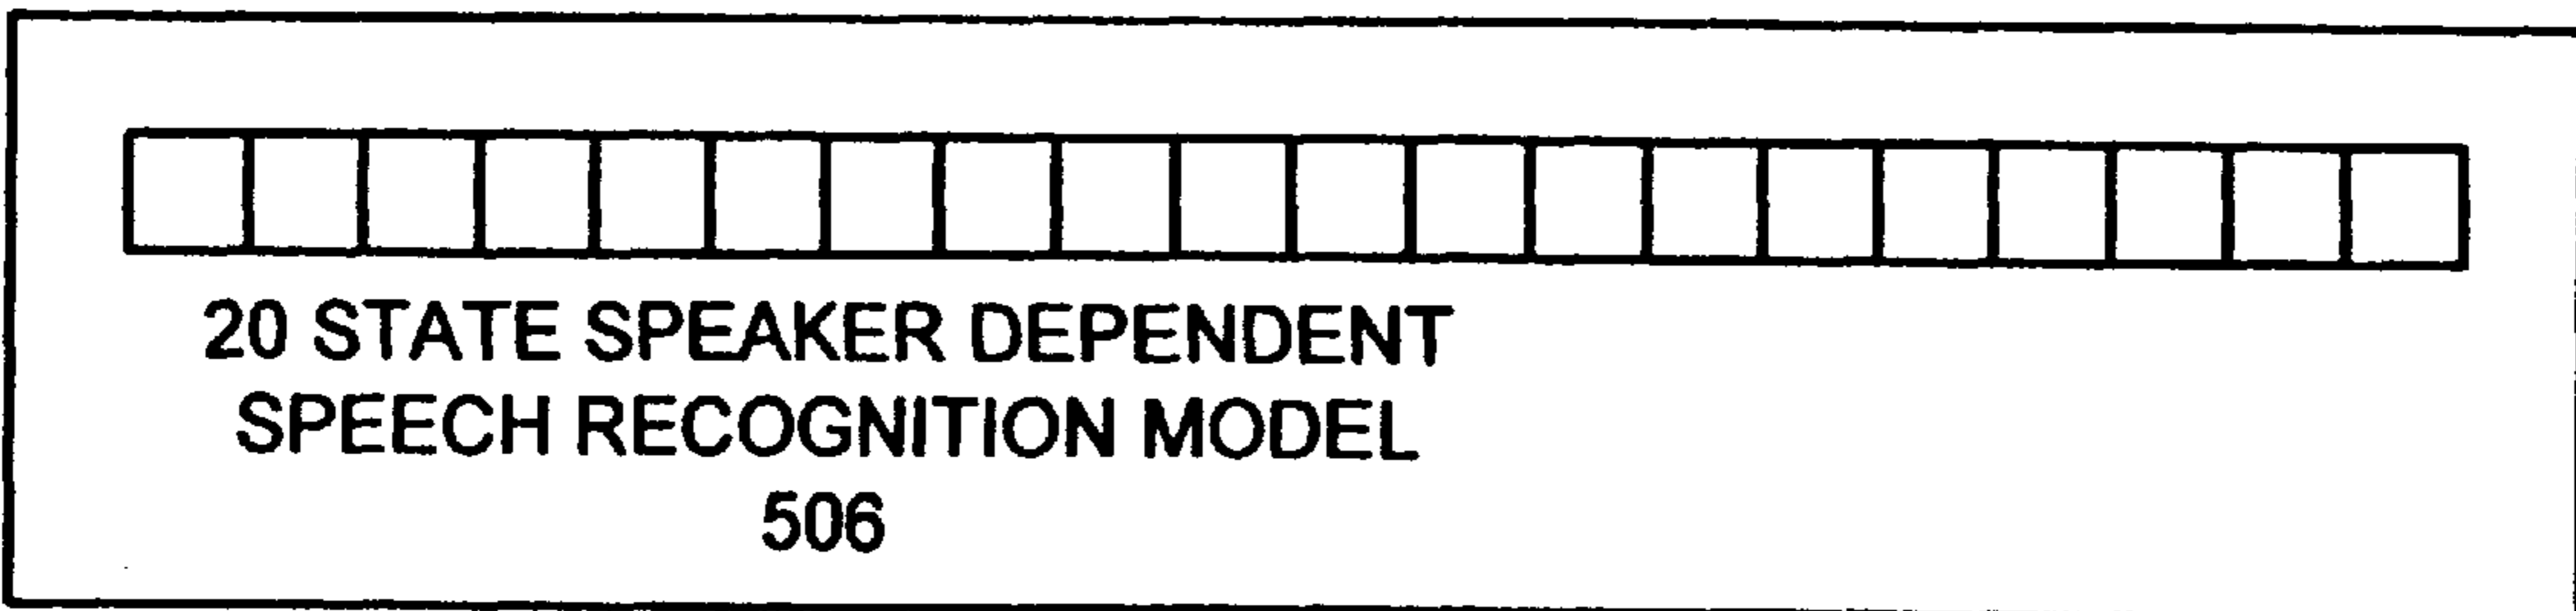 20 STATE SPEAKER DEPENDENT
SPEECH RECOGNITION MODEL
506